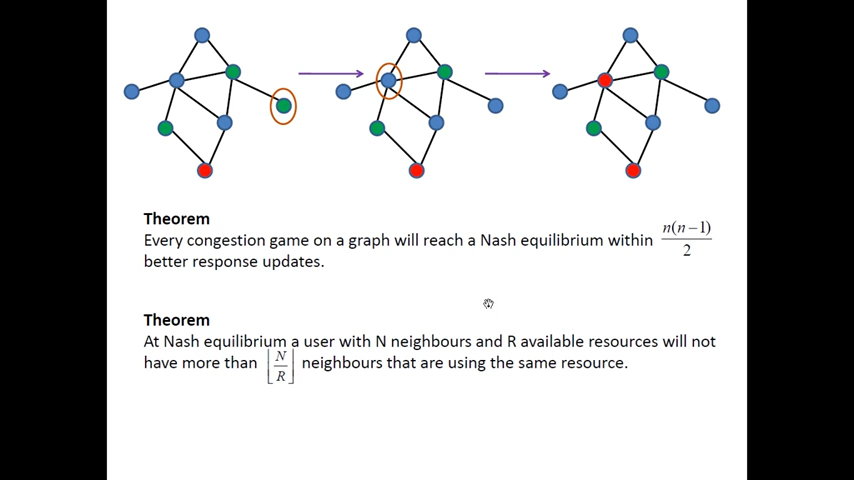 Theorem
Every congestion game on a graph will reach a Nash equilibrium within n(n−1)/2
better response updates.
Theorem
At Nash equilibrium a user with N neighbours and R available resources will not
have more than ⌊N/R⌋ neighbours that are using the same resource.